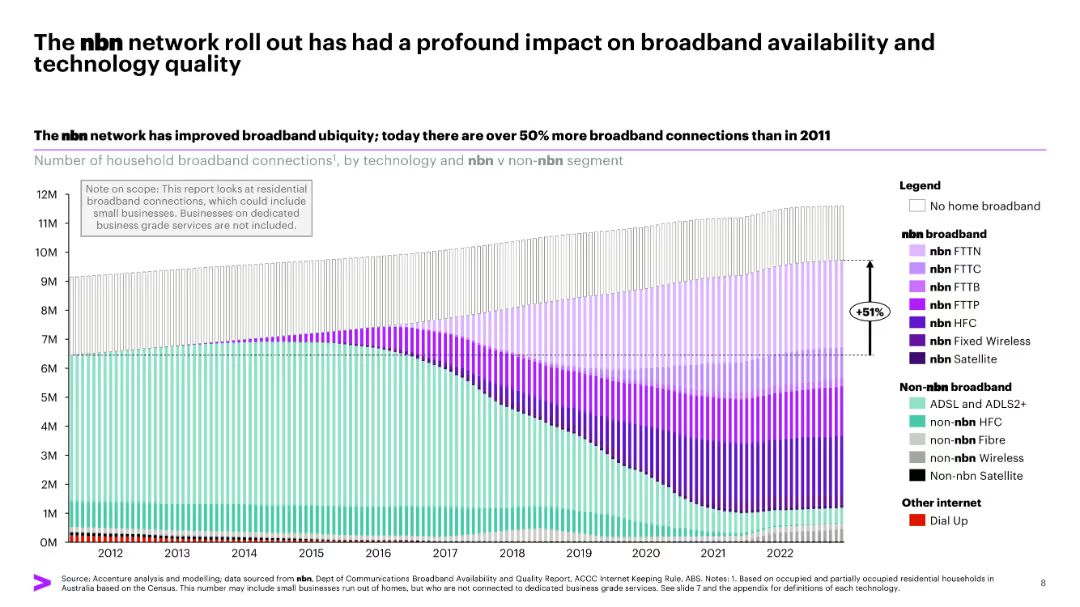 The nbn network roll out has had a profound impact on broadband availability and
technology quality
The nbn network has improved broadband ubiquity; today there are over 50% more broadband connections than in 2011
Number of household broadband connections¹, by technology and nbn v non-nbn segment
Note on scope: This report looks at residential
broadband connections, which could include
small businesses. Businesses on dedicated
business grade services are not included.
12M
11M
10M
9M
8M
7M
6M
5M
4M
3M
2M
1M
0M
2012
2013
2014
2015
2016
2017
2018
2019
2020
2021
2022
+51%
Legend
No home broadband
nbn broadband
nbn FTTN
nbn FTTC
nbn FTTB
nbn FTTP
nbn HFC
nbn Fixed Wireless
nbn Satellite
Non-nbn broadband
ADSL and ADLS2+
non-nbn HFC
non-nbn Fibre
non-nbn Wireless
Non-nbn Satellite
Other internet
Dial Up
Source: Accenture analysis and modelling; data sourced from nbn, Dept of Communications Broadband Availability and Quality Report, ACCC Internet Keeping Rule, ABS. Notes: 1. Based on occupied and partially occupied residential households in
Australia based on the Census. This number may include small businesses run out of homes, but who are not connected to dedicated business grade services. See slide 7 and the appendix for definitions of each technology.
8